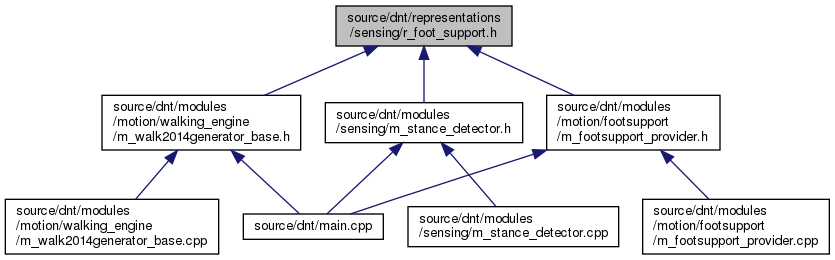 source/dnt/representations
/sensing/r_foot_support.h
source/dnt/modules
/motion/walking_engine
/m_walk2014generator_base.h
source/dnt/modules
/sensing/m_stance_detector.h
source/dnt/modules
/motion/footsupport
/m_footsupport_provider.h
source/dnt/modules
/motion/walking_engine
/m_walk2014generator_base.cpp
source/dnt/main.cpp
source/dnt/modules
/sensing/m_stance_detector.cpp
source/dnt/modules
/motion/footsupport
/m_footsupport_provider.cpp